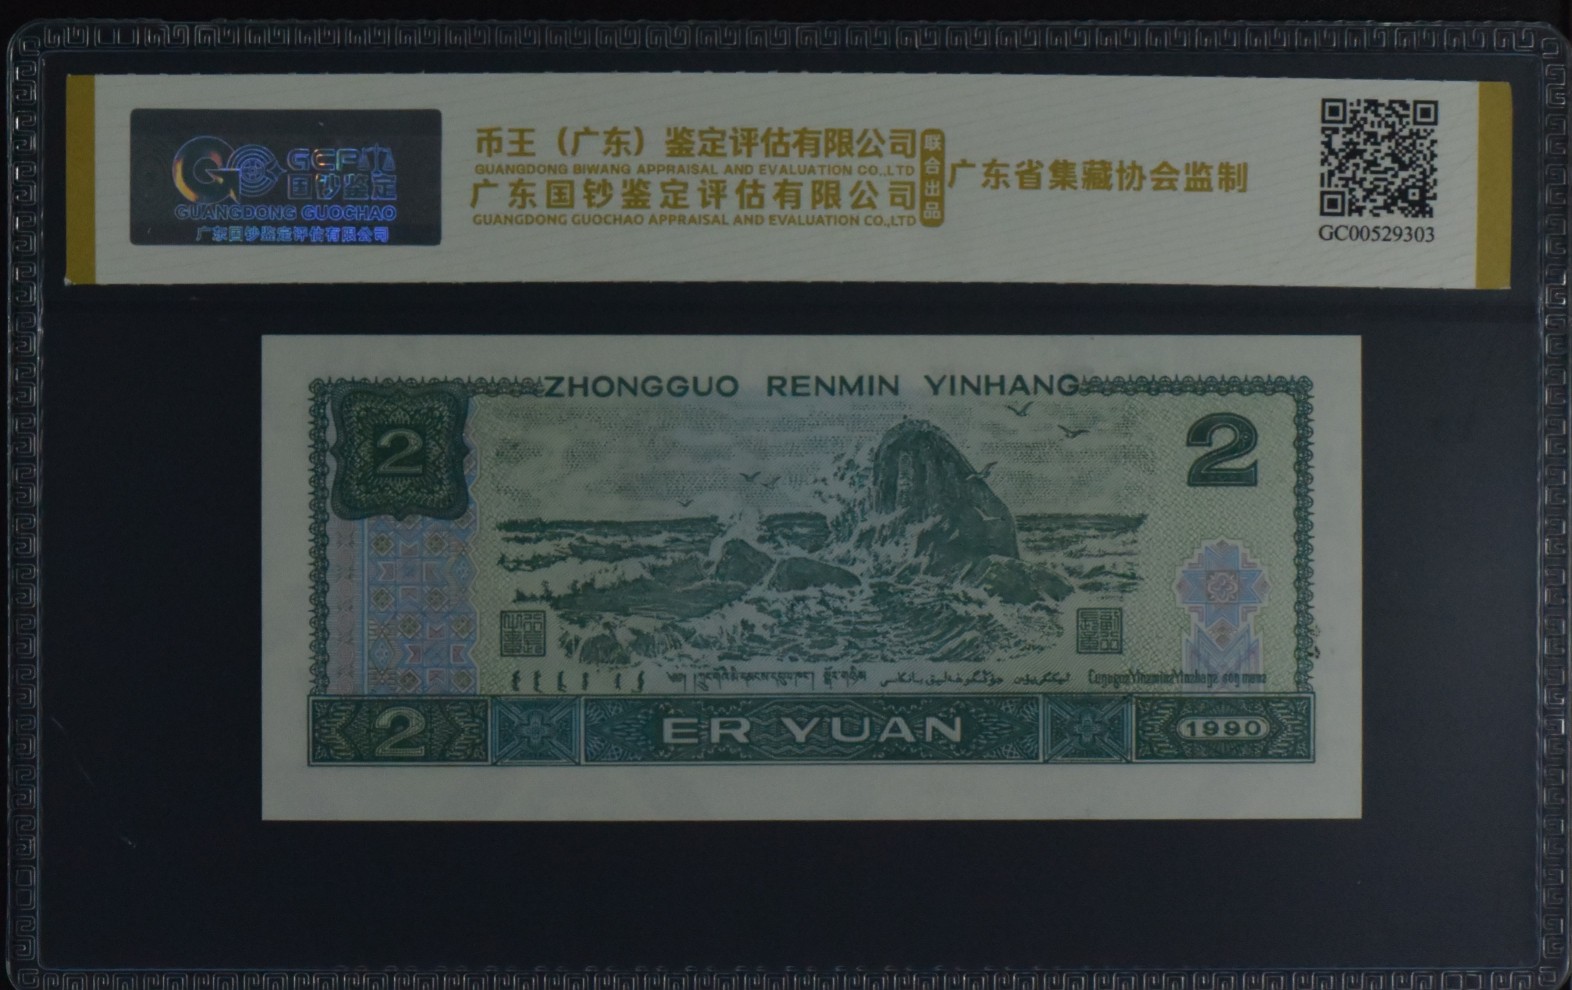 GCF
国钞鉴定
GUANGDONG GUOCHAO
广东国钞鉴定评估有限公司
币王（广东）鉴定评估有限公司
GUANGDONG BIWANG APPRAISAL AND EVALUATION CO.,LTD
广东国钞鉴定评估有限公司
GUANGDONG GUOCHAO APPRAISAL AND EVALUATION CO.,LTD
联合出品
广东省集藏协会监制
GC00529303
ZHONGGUO RENMIN YINHANG
2
2
2
ER YUAN
1990